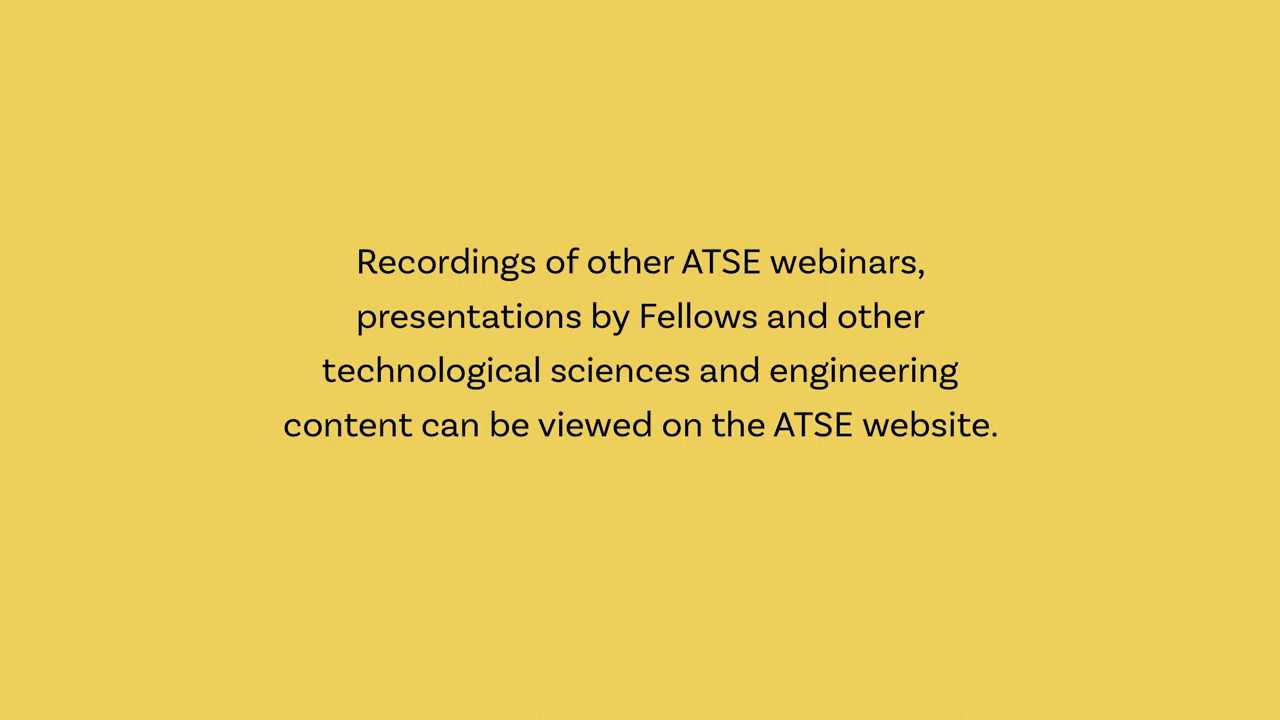 Recordings of other ATSE webinars,
presentations by Fellows and other
technological sciences and engineering
content can be viewed on the ATSE website.